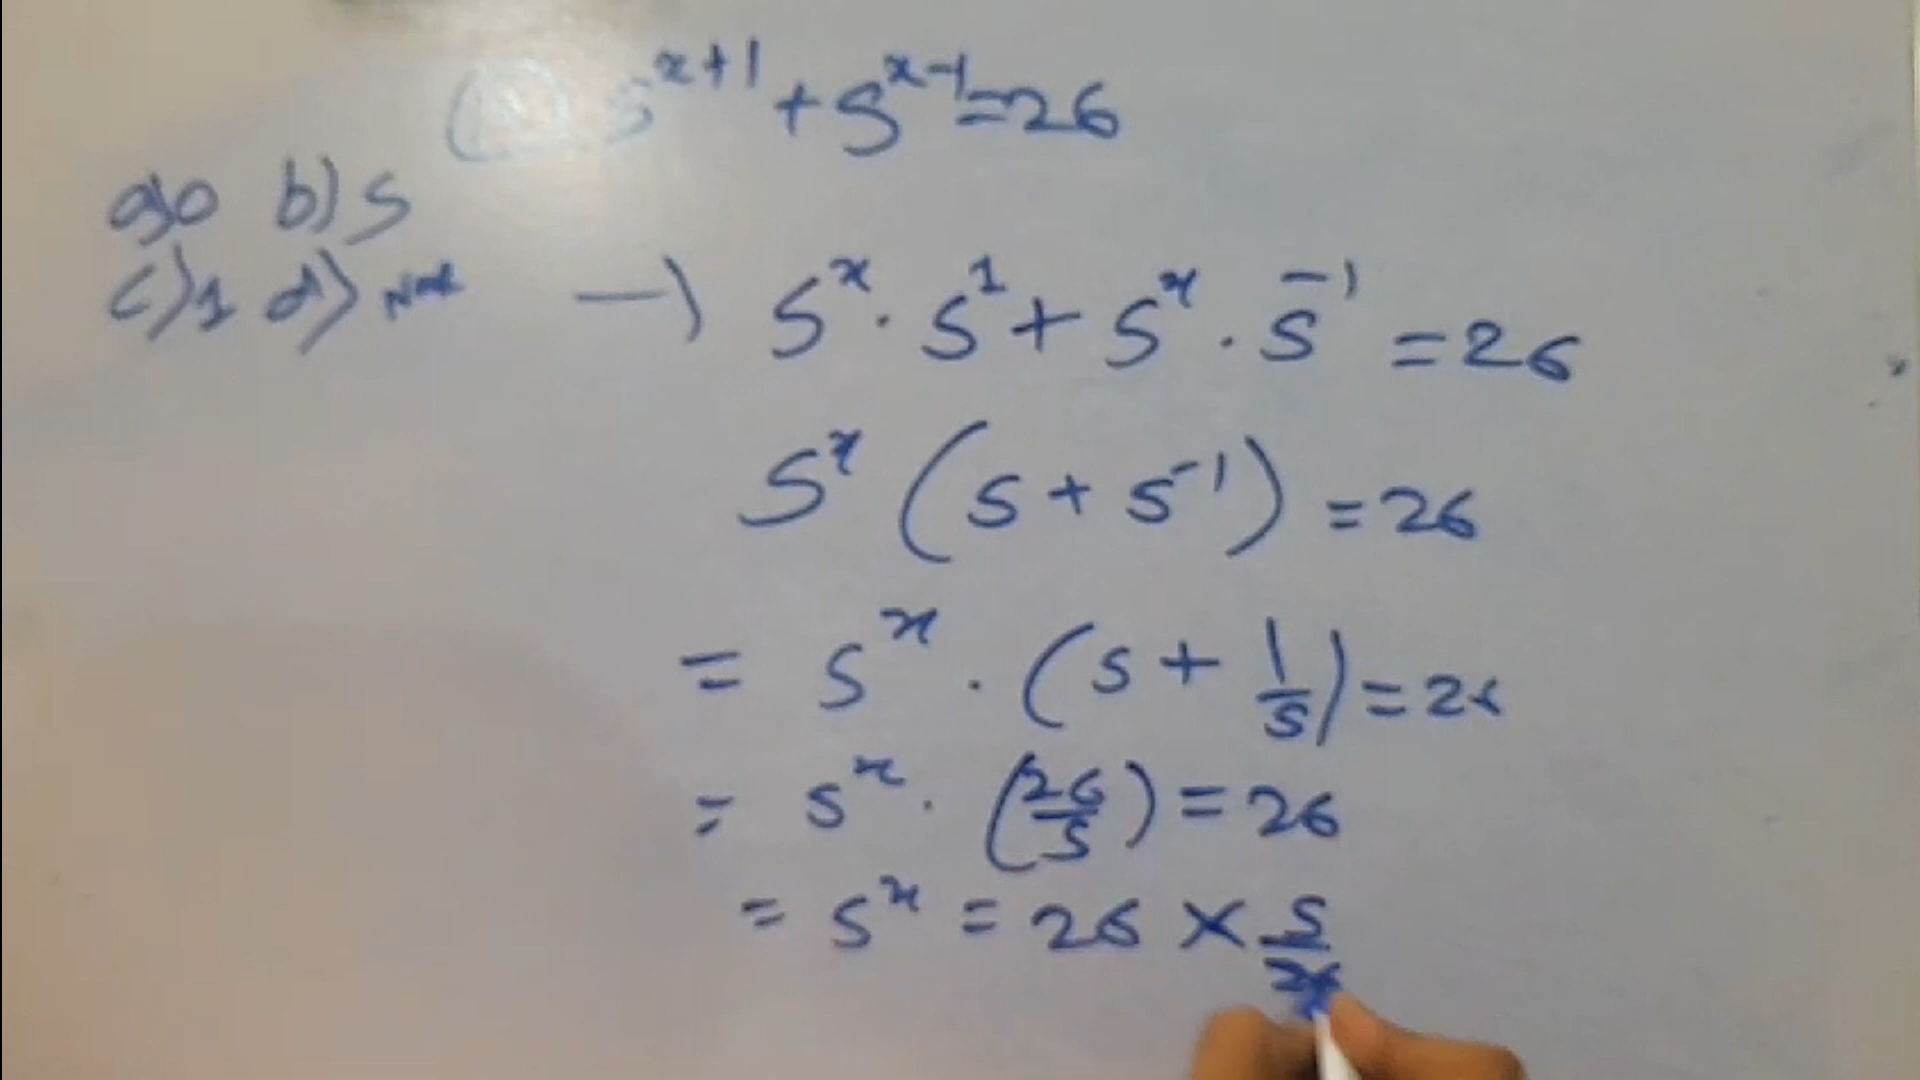 5^{x+1} + 5^{x-1} = 26
a) 0 b) 5
c) 1 d) Not
→ 5^x · 5^1 + 5^x · 5^{-1} = 26
5^x (5 + 5^{-1}) = 26
= 5^x · (5 + 1/5) = 26
= 5^x · (26/5) = 26
= 5^x = 26 × 5/26